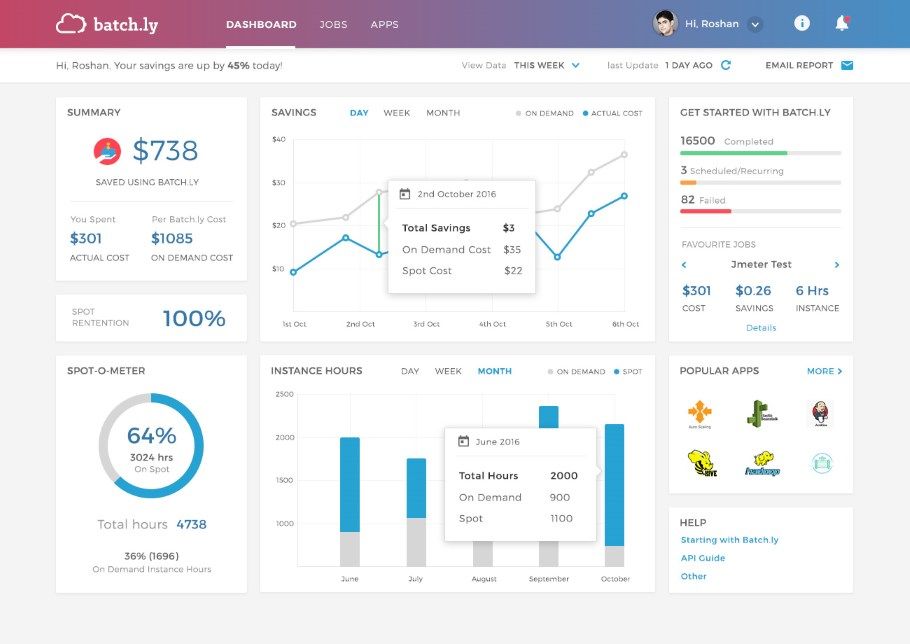 batch.ly
DASHBOARD JOBS APPS
Hi, Roshan
Hi, Roshan. Your savings are up by 45% today!
View Data THIS WEEK
last Update 1 DAY AGO
EMAIL REPORT
SUMMARY
$738
SAVED USING BATCH.LY
You Spent Per Batch.ly Cost
$301 $1085
ACTUAL COST ON DEMAND COST
SPOT
RENTENTION
100%
SAVINGS DAY WEEK MONTH ON DEMAND ACTUAL COST
$40
$30
$20
$10
2nd October 2016
Total Savings $3
On Demand Cost $35
Spot Cost $22
1st Oct 2nd Oct 3rd Oct 4th Oct 5th Oct 6th Oct
GET STARTED WITH BATCH.LY
16500 Completed
3 Scheduled/Recurring
82 Failed
FAVOURITE JOBS
Jmeter Test
$301 $0.26 6 Hrs
COST SAVINGS INSTANCE
Details
SPOT-O-METER
64%
3024 hrs
On Spot
Total hours 4738
36% (1696)
On Demand Instance Hours
INSTANCE HOURS DAY WEEK MONTH ON DEMAND SPOT
2500
2000
1500
1000
June 2016
Total Hours 2000
On Demand 900
Spot 1100
June July August September October
POPULAR APPS MORE
Auto Scaling
HIVE
hadoop
HELP
Starting with Batch.ly
API Guide
Other